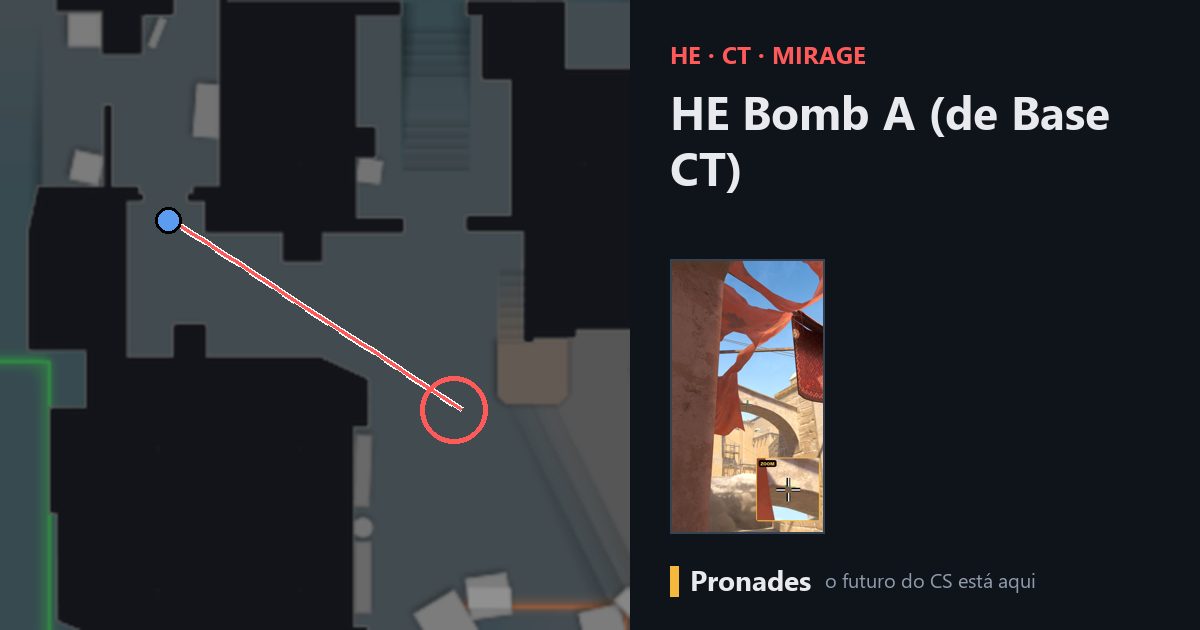 HE · CT · MIRAGE
HE Bomb A (de Base
CT)
ZOOM
Pronades o futuro do CS está aqui